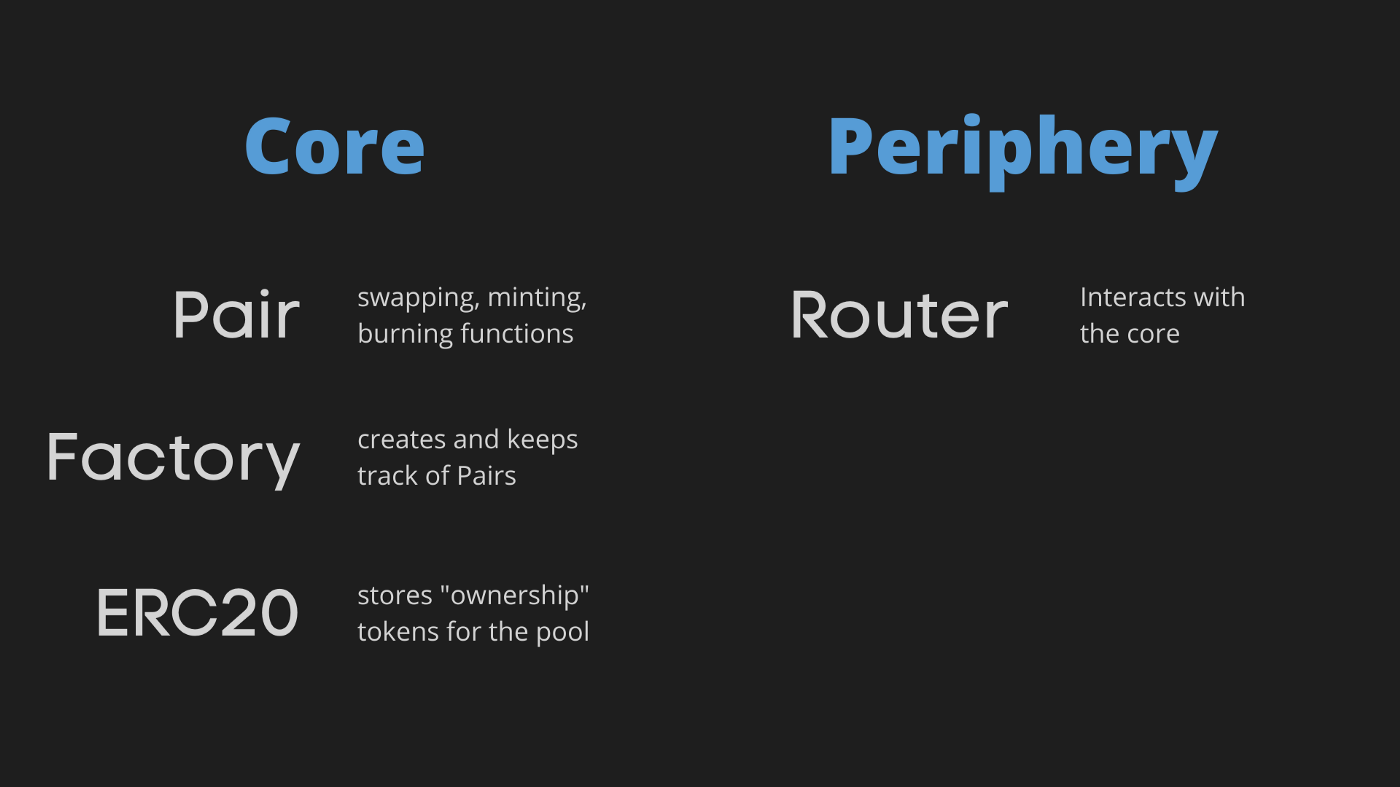 Core
Pair
swapping, minting,
burning functions
Factory
creates and keeps
track of Pairs
ERC20
stores "ownership"
tokens for the pool
Periphery
Router
Interacts with
the core